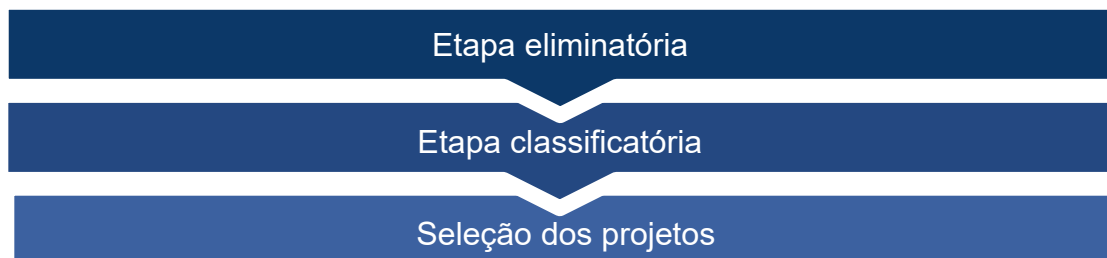 Etapa eliminatória
Etapa classificatória
Seleção dos projetos